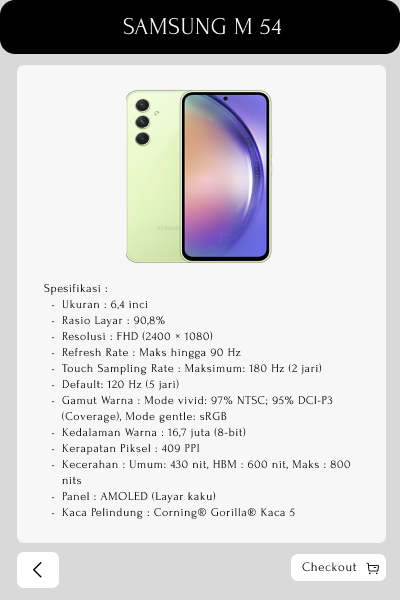 SAMSUNG M 54
SAMSUNG
Spesifikasi :
- Ukuran : 6,4 inci
- Rasio Layar : 90,8%
- Resolusi : FHD (2400 × 1080)
- Refresh Rate : Maks hingga 90 Hz
- Touch Sampling Rate : Maksimum: 180 Hz (2 jari)
- Default: 120 Hz (5 jari)
- Gamut Warna : Mode vivid: 97% NTSC; 95% DCI-P3
(Coverage), Mode gentle: sRGB
- Kedalaman Warna : 16,7 juta (8-bit)
- Kerapatan Piksel : 409 PPI
- Kecerahan : Umum: 430 nit, HBM : 600 nit, Maks : 800
nits
- Panel : AMOLED (Layar kaku)
- Kaca Pelindung : Corning® Gorilla® Kaca 5
Checkout